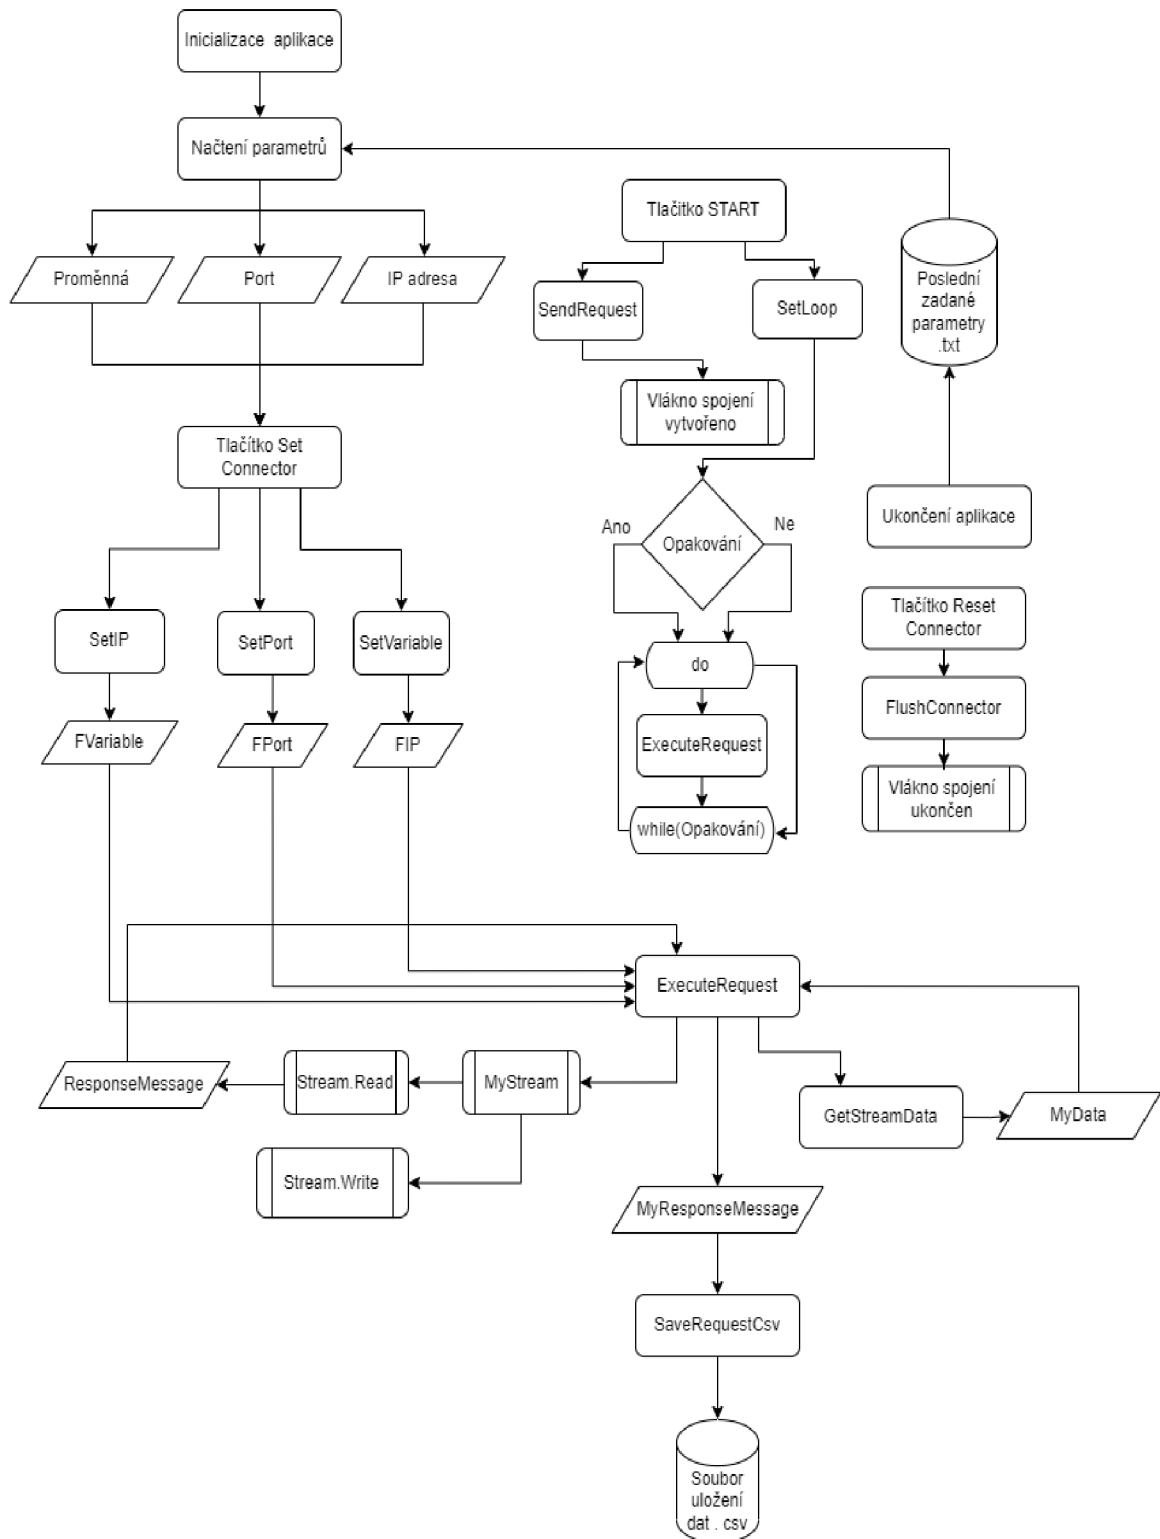 Inicializace aplikace
Načtení parametrů
Proměnná
Port
IP adresa
Tlačítko START
SendRequest
SetLoop
Vlákno spojení
vytvořeno
Poslední
zadané
parametry
.txt
Tlačítko Set
Connector
Ano
Ne
Opakování
Ukončení aplikace
SetIP
SetPort
SetVariable
do
Tlačítko Reset
Connector
FVariable
FPort
FIP
ExecuteRequest
FlushConnector
while(Opakování)
Vlákno spojení
ukončen
ExecuteRequest
ResponseMessage
Stream.Read
MyStream
GetStreamData
MyData
Stream.Write
MyResponseMessage
SaveRequestCsv
Soubor
uložení
dat . csv